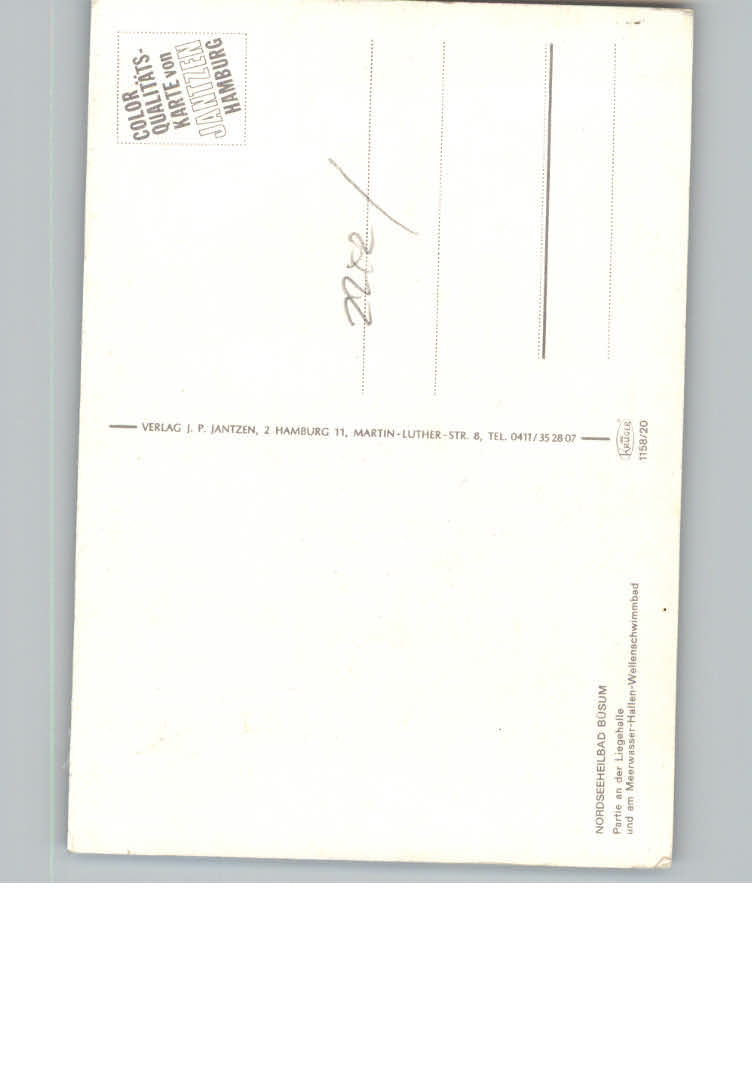 COLOR
QUALITÄTS-
KARTE von
JANTZEN
HAMBURG
VERLAG J. P. JANTZEN, 2 HAMBURG 11, MARTIN-LUTHER-STR. 8, TEL. 0411/35 28 07
KRÜGER
1158/20
NORDSEEHEILBAD BÜSUM
Partie an der Liegehalle
und am Meerwasser-Hallen-Wellenschwimmbad